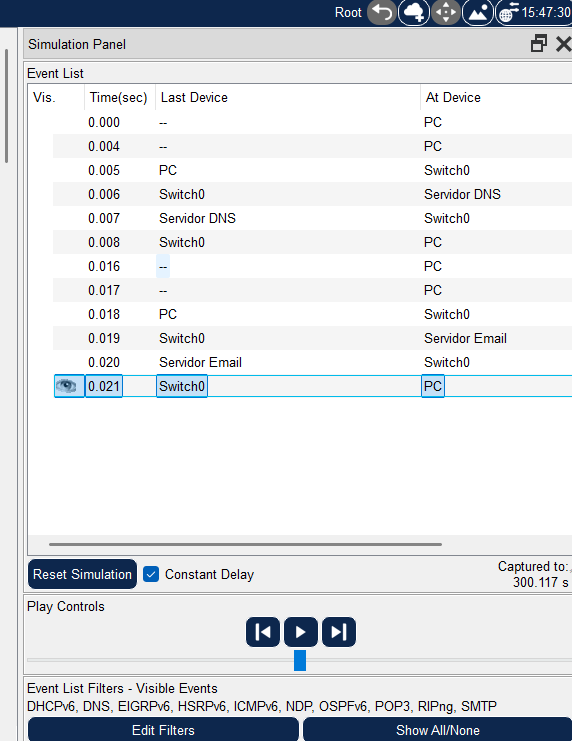 Root 15:47:30
Simulation Panel
Event List
Vis. Time(sec) Last Device At Device
0.000 -- PC
0.004 -- PC
0.005 PC Switch0
0.006 Switch0 Servidor DNS
0.007 Servidor DNS Switch0
0.008 Switch0 PC
0.016 -- PC
0.017 -- PC
0.018 PC Switch0
0.019 Switch0 Servidor Email
0.020 Servidor Email Switch0
0.021 Switch0 PC
Reset Simulation Constant Delay Captured to:
300.117 s
Play Controls
Event List Filters - Visible Events
DHCPv6, DNS, EIGRPv6, HSRPv6, ICMPv6, NDP, OSPFv6, POP3, RIPng, SMTP
Edit Filters Show All/None